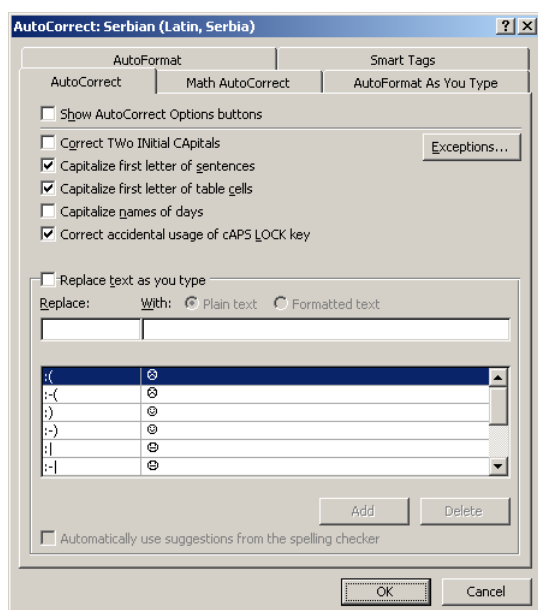 AutoCorrect: Serbian (Latin, Serbia)
AutoFormat Smart Tags
AutoCorrect Math AutoCorrect AutoFormat As You Type
Show AutoCorrect Options buttons
Correct TWo INitial CApitals
Exceptions...
Capitalize first letter of sentences
Capitalize first letter of table cells
Capitalize names of days
Correct accidental usage of cAPS LOCK key
Replace text as you type
Replace: With: Plain text Formatted text
:( ☹
:-( ☹
:) ☺
:-) ☺
:| 😐
:-| 😐
Add Delete
Automatically use suggestions from the spelling checker
OK Cancel